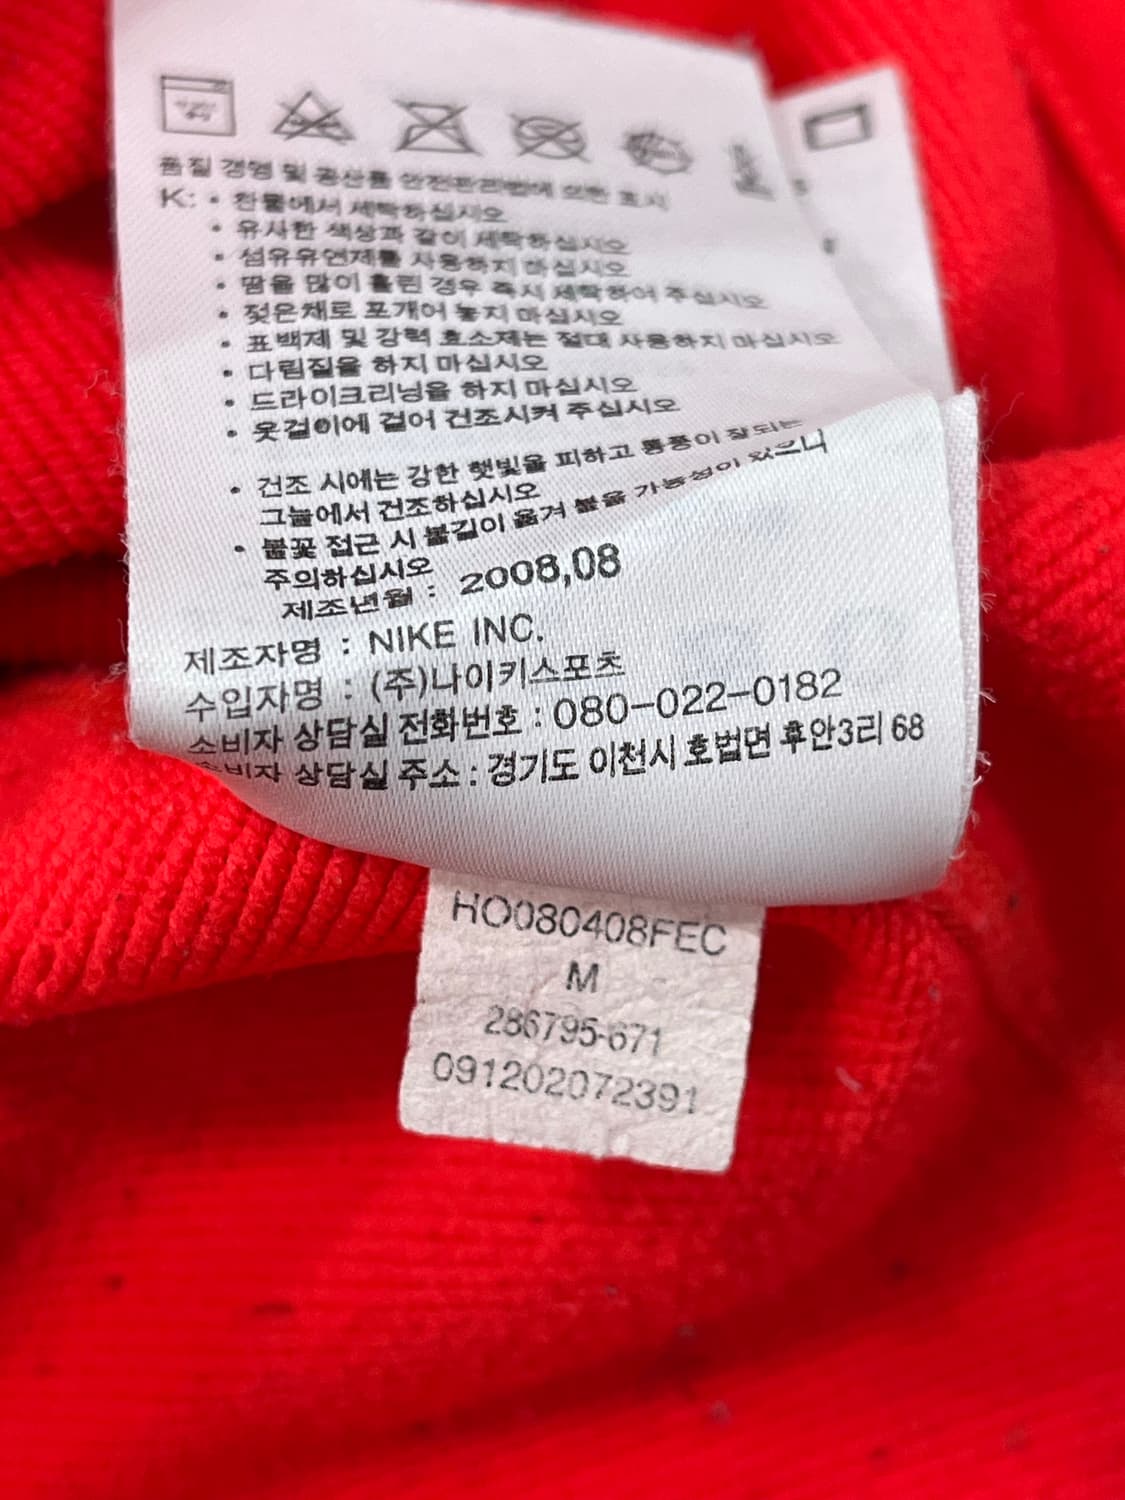 품질 경영 및 공산품 안전관리법에 의한 표시
K: • 찬물에서 세탁하십시오
• 유사한 색상과 같이 세탁하십시오
• 섬유유연제를 사용하지 마십시오
• 땀을 많이 흘린 경우 즉시 세탁하여 주십시오
• 젖은채로 포개어 놓지 마십시오
• 표백제 및 강력 효소제는 절대 사용하지 마십시오
• 다림질을 하지 마십시오
• 드라이크리닝을 하지 마십시오
• 옷걸이에 걸어 건조시켜 주십시오
• 건조 시에는 강한 햇빛을 피하고 통풍이 잘되는
그늘에서 건조하십시오
• 불꽃 접근 시 불길이 옮겨 붙을 가능성이 있으니
주의하십시오
제조년월 : 2008,08
제조자명 : NIKE INC.
수입자명 : (주)나이키스포츠
소비자 상담실 전화번호 : 080-022-0182
소비자 상담실 주소 : 경기도 이천시 호법면 후안3리 68
HO080408FEC
M
286795-671
091202072391